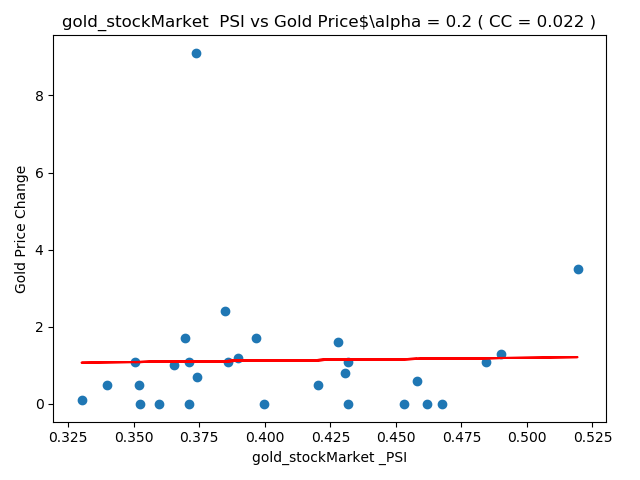 gold_stockMarket  PSI vs Gold Price$\alpha = 0.2 ( CC = 0.022 )
Gold Price Change
8
6
4
2
0
0.325 0.350 0.375 0.400 0.425 0.450 0.475 0.500 0.525
gold_stockMarket _PSI